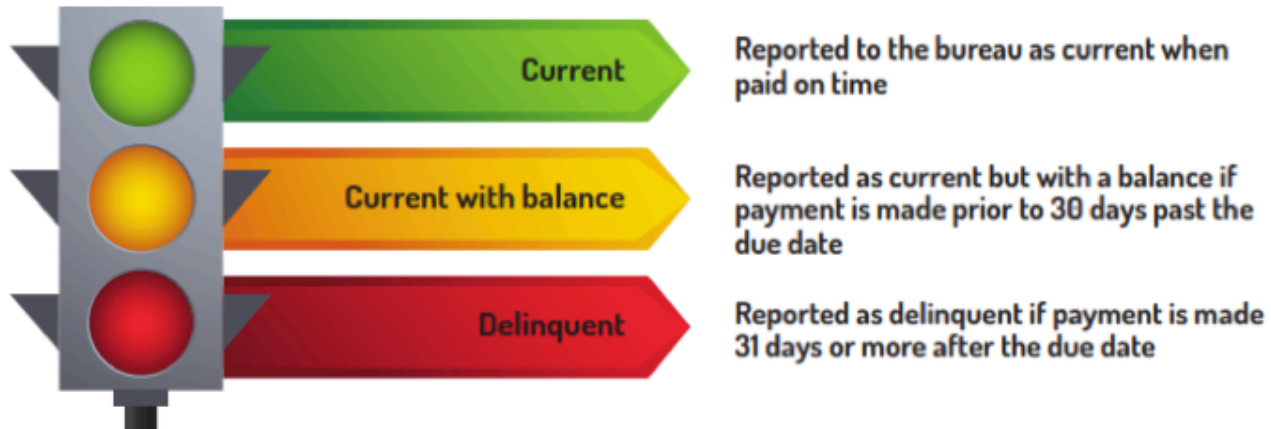 Current
Reported to the bureau as current when
paid on time
Current with balance
Reported as current but with a balance if
payment is made prior to 30 days past the
due date
Delinquent
Reported as delinquent if payment is made
31 days or more after the due date